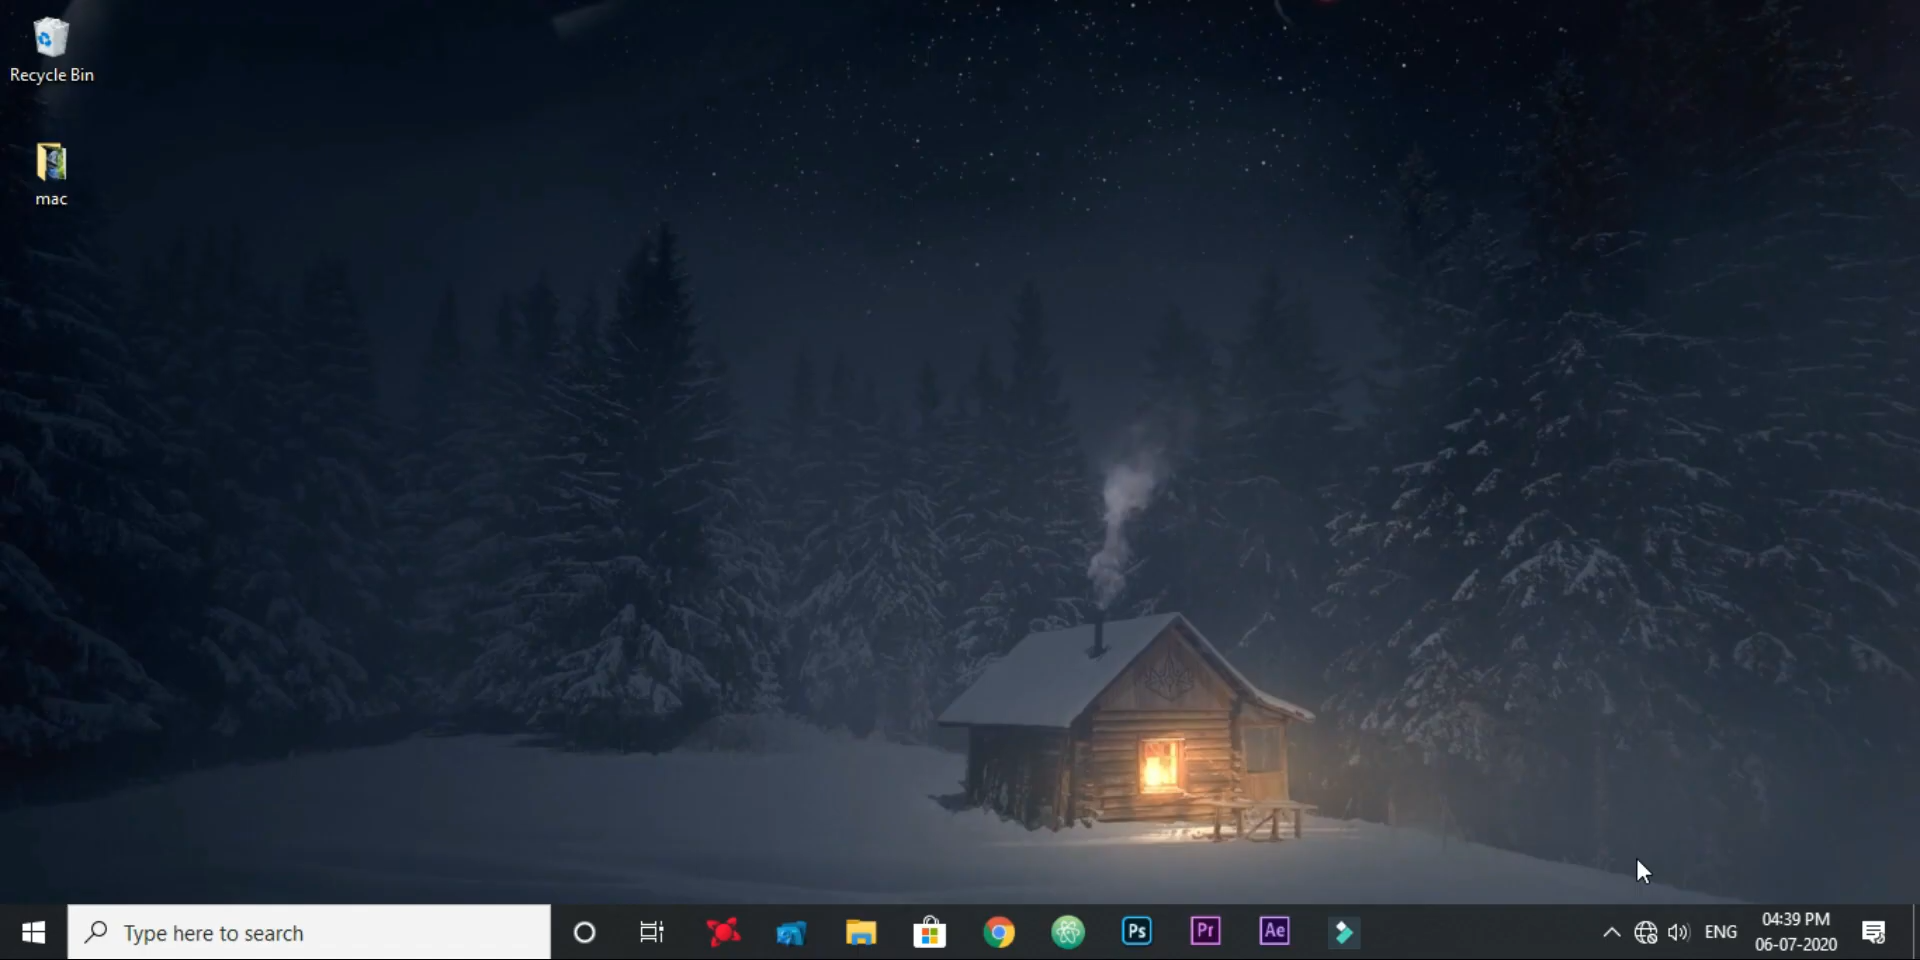 Recycle Bin
mac
Type here to search
Ps
Pr
Ae
ENG
04:39 PM
06-07-2020